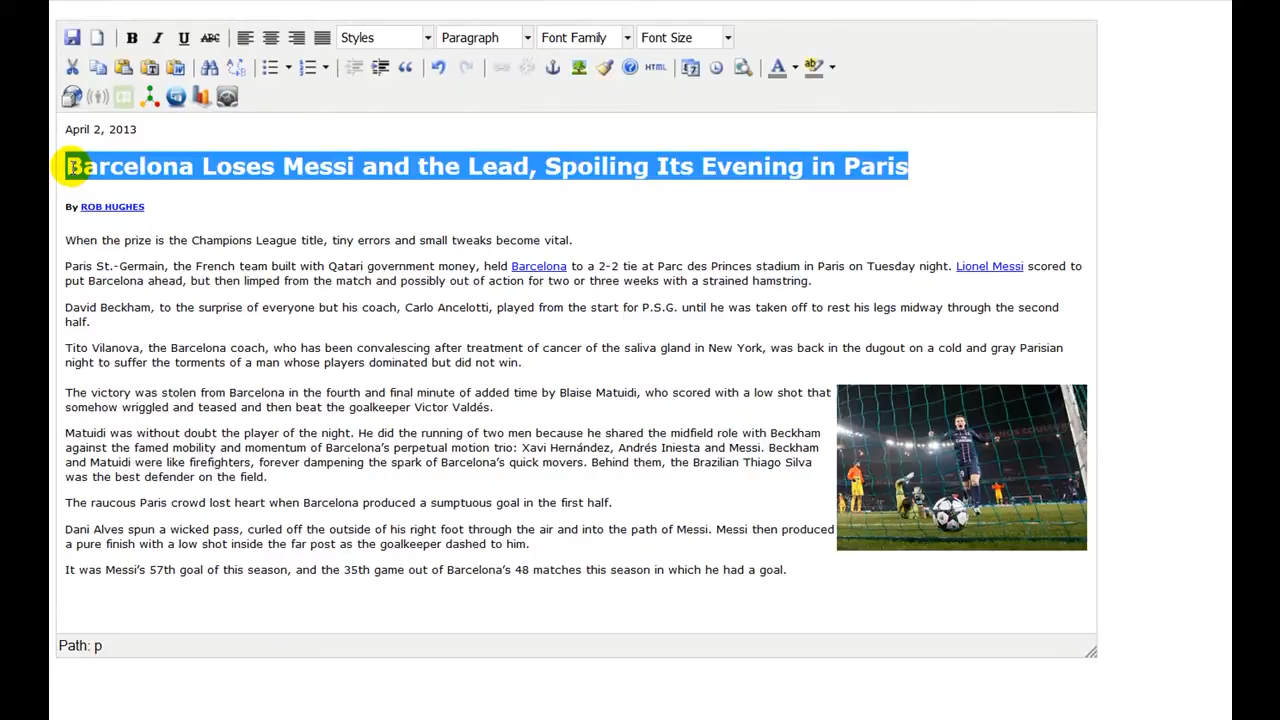 B I U ABC Styles Paragraph Font Family Font Size
HTML A ab
April 2, 2013
Barcelona Loses Messi and the Lead, Spoiling Its Evening in Paris
By ROB HUGHES
When the prize is the Champions League title, tiny errors and small tweaks become vital.
Paris St.-Germain, the French team built with Qatari government money, held Barcelona to a 2-2 tie at Parc des Princes stadium in Paris on Tuesday night. Lionel Messi scored to
put Barcelona ahead, but then limped from the match and possibly out of action for two or three weeks with a strained hamstring.
David Beckham, to the surprise of everyone but his coach, Carlo Ancelotti, played from the start for P.S.G. until he was taken off to rest his legs midway through the second
half.
Tito Vilanova, the Barcelona coach, who has been convalescing after treatment of cancer of the saliva gland in New York, was back in the dugout on a cold and gray Parisian
night to suffer the torments of a man whose players dominated but did not win.
The victory was stolen from Barcelona in the fourth and final minute of added time by Blaise Matuidi, who scored with a low shot that
somehow wriggled and teased and then beat the goalkeeper Victor Valdés.
Matuidi was without doubt the player of the night. He did the running of two men because he shared the midfield role with Beckham
against the famed mobility and momentum of Barcelona’s perpetual motion trio: Xavi Hernández, Andrés Iniesta and Messi. Beckham
and Matuidi were like firefighters, forever dampening the spark of Barcelona’s quick movers. Behind them, the Brazilian Thiago Silva
was the best defender on the field.
The raucous Paris crowd lost heart when Barcelona produced a sumptuous goal in the first half.
Dani Alves spun a wicked pass, curled off the outside of his right foot through the air and into the path of Messi. Messi then produced
a pure finish with a low shot inside the far post as the goalkeeper dashed to him.
It was Messi’s 57th goal of this season, and the 35th game out of Barcelona’s 48 matches this season in which he had a goal.
Path: p